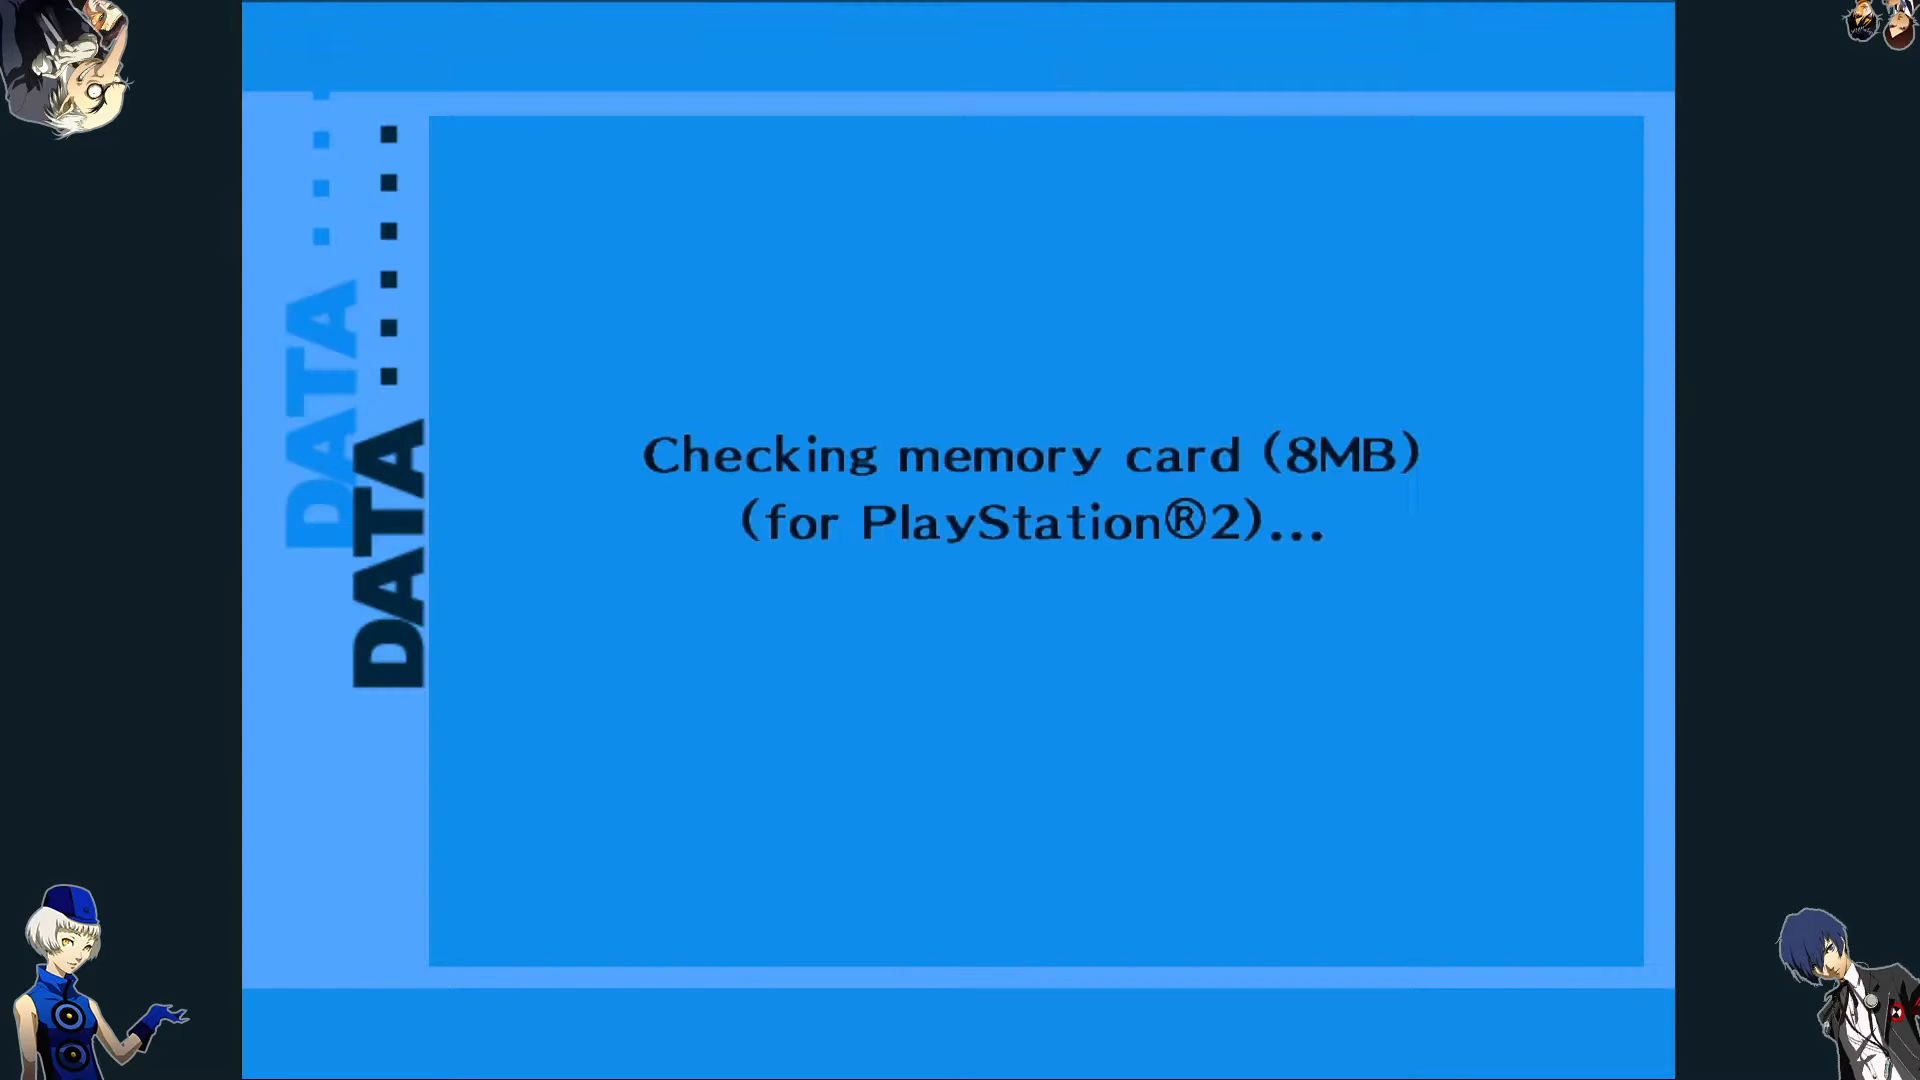 DATA ......
DATA ....
Checking memory card (8MB)
(for PlayStation®2)...